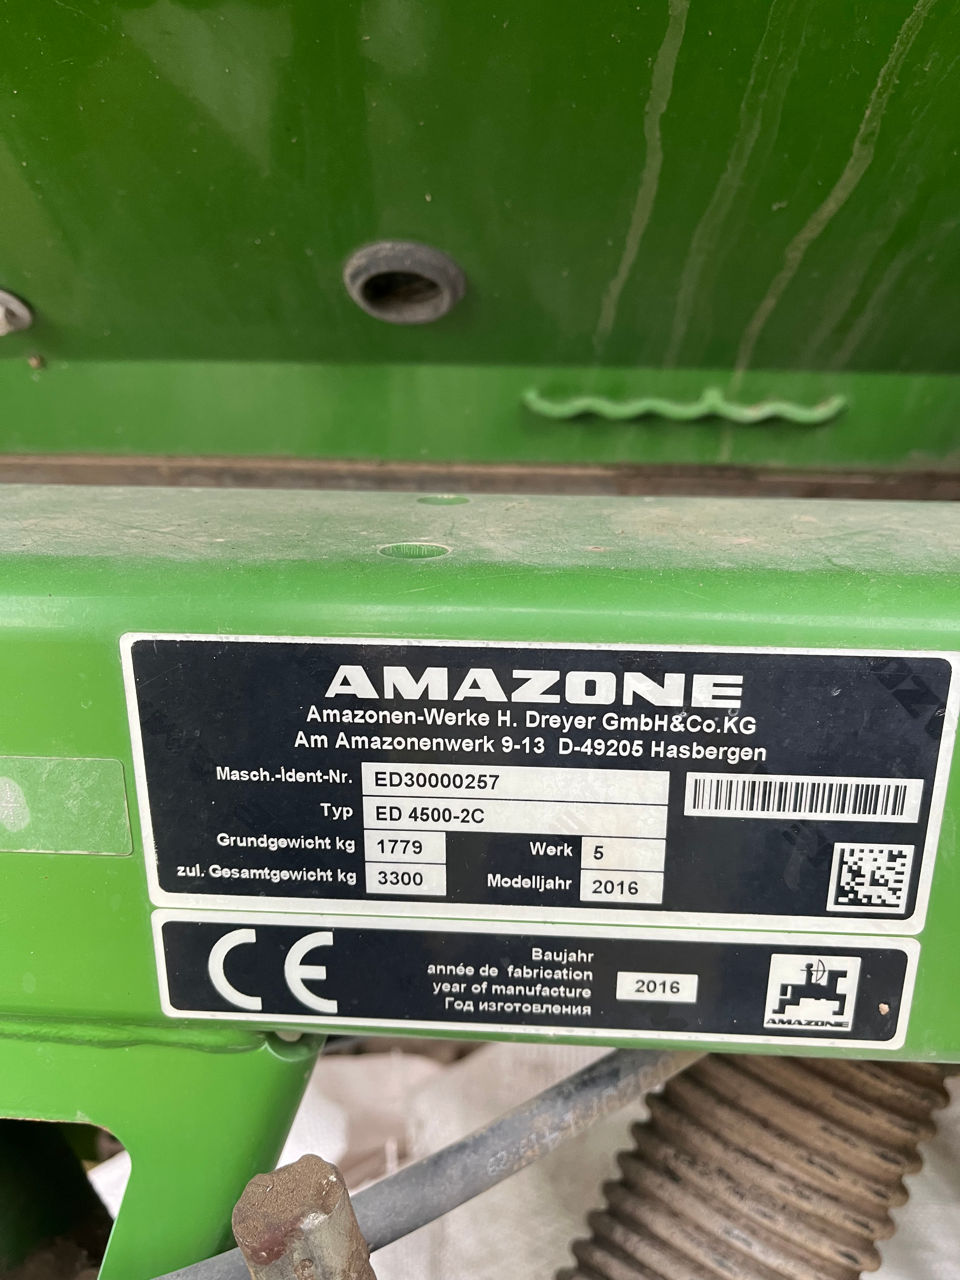 AMAZONE
Amazonen-Werke H. Dreyer GmbH&Co.KG
Am Amazonenwerk 9-13 D-49205 Hasbergen
Masch.-Ident-Nr. ED30000257
Typ ED 4500-2C
Grundgewicht kg 1779 Werk 5
zul. Gesamtgewicht kg 3300 Modelljahr 2016
Baujahr
année de fabrication
year of manufacture 2016
Год изготовления
CE
AMAZONE